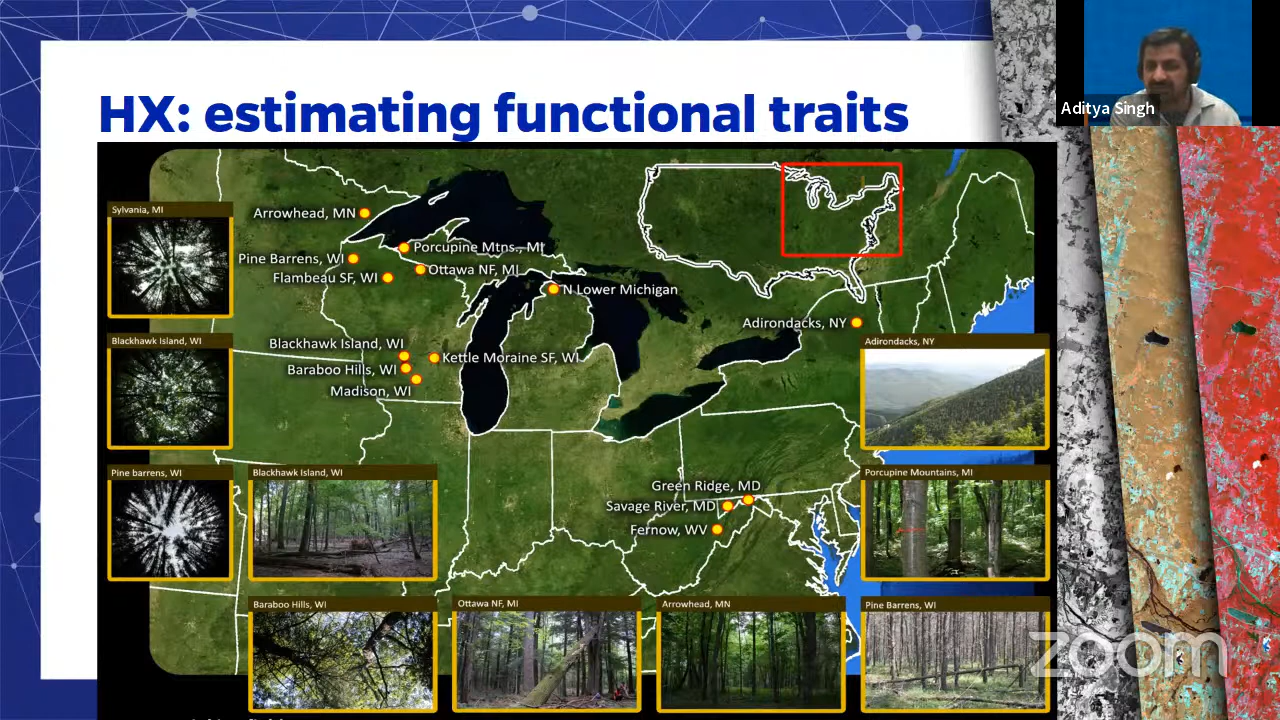 HX: estimating functional traits
Aditya Singh
Sylvania, MI
Arrowhead, MN
Porcupine Mtns., MI
Pine Barrens, WI
Ottawa NF, MI
Flambeau SF, WI
N Lower Michigan
Adirondacks, NY
Blackhawk Island, WI
Blackhawk Island, WI
Kettle Moraine SF, WI
Baraboo Hills, WI
Madison, WI
Adirondacks, NY
Pine barrens, WI
Blackhawk Island, WI
Green Ridge, MD
Savage River, MD
Fernow, WV
Porcupine Mountains, MI
Baraboo Hills, WI
Ottawa NF, MI
Arrowhead, MN
Pine Barrens, WI
zoom